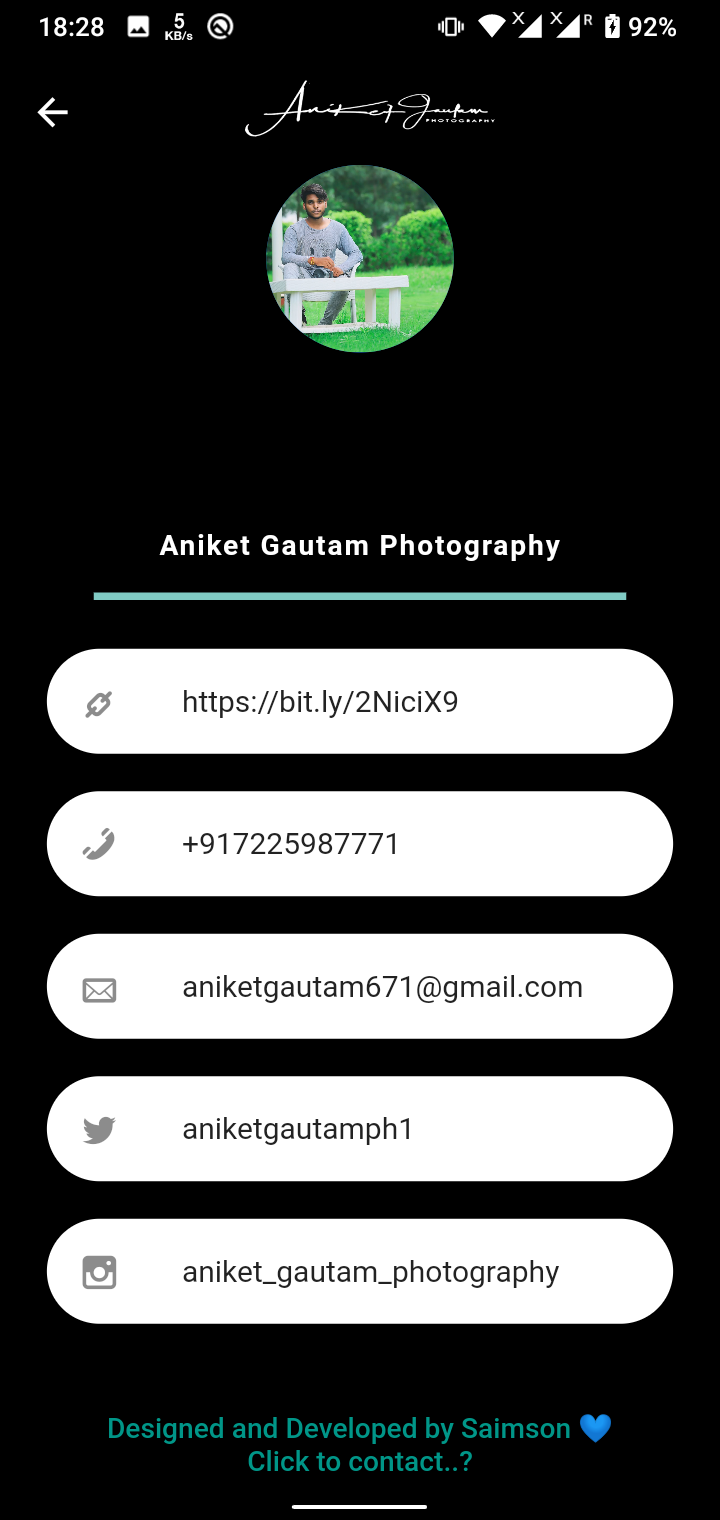 18:28 5 KB/s X X R 92%
Aniket Gautam
PHOTOGRAPHY
Aniket Gautam Photography
https://bit.ly/2NiciX9
+917225987771
aniketgautam671@gmail.com
aniketgautamph1
aniket_gautam_photography
Designed and Developed by Saimson 💙
Click to contact..?